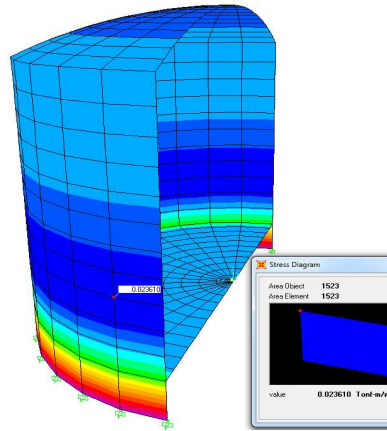 0.023610
Stress Diagram
Area Object 1523
Area Element 1523
value 0.023610 Tonf-m/m